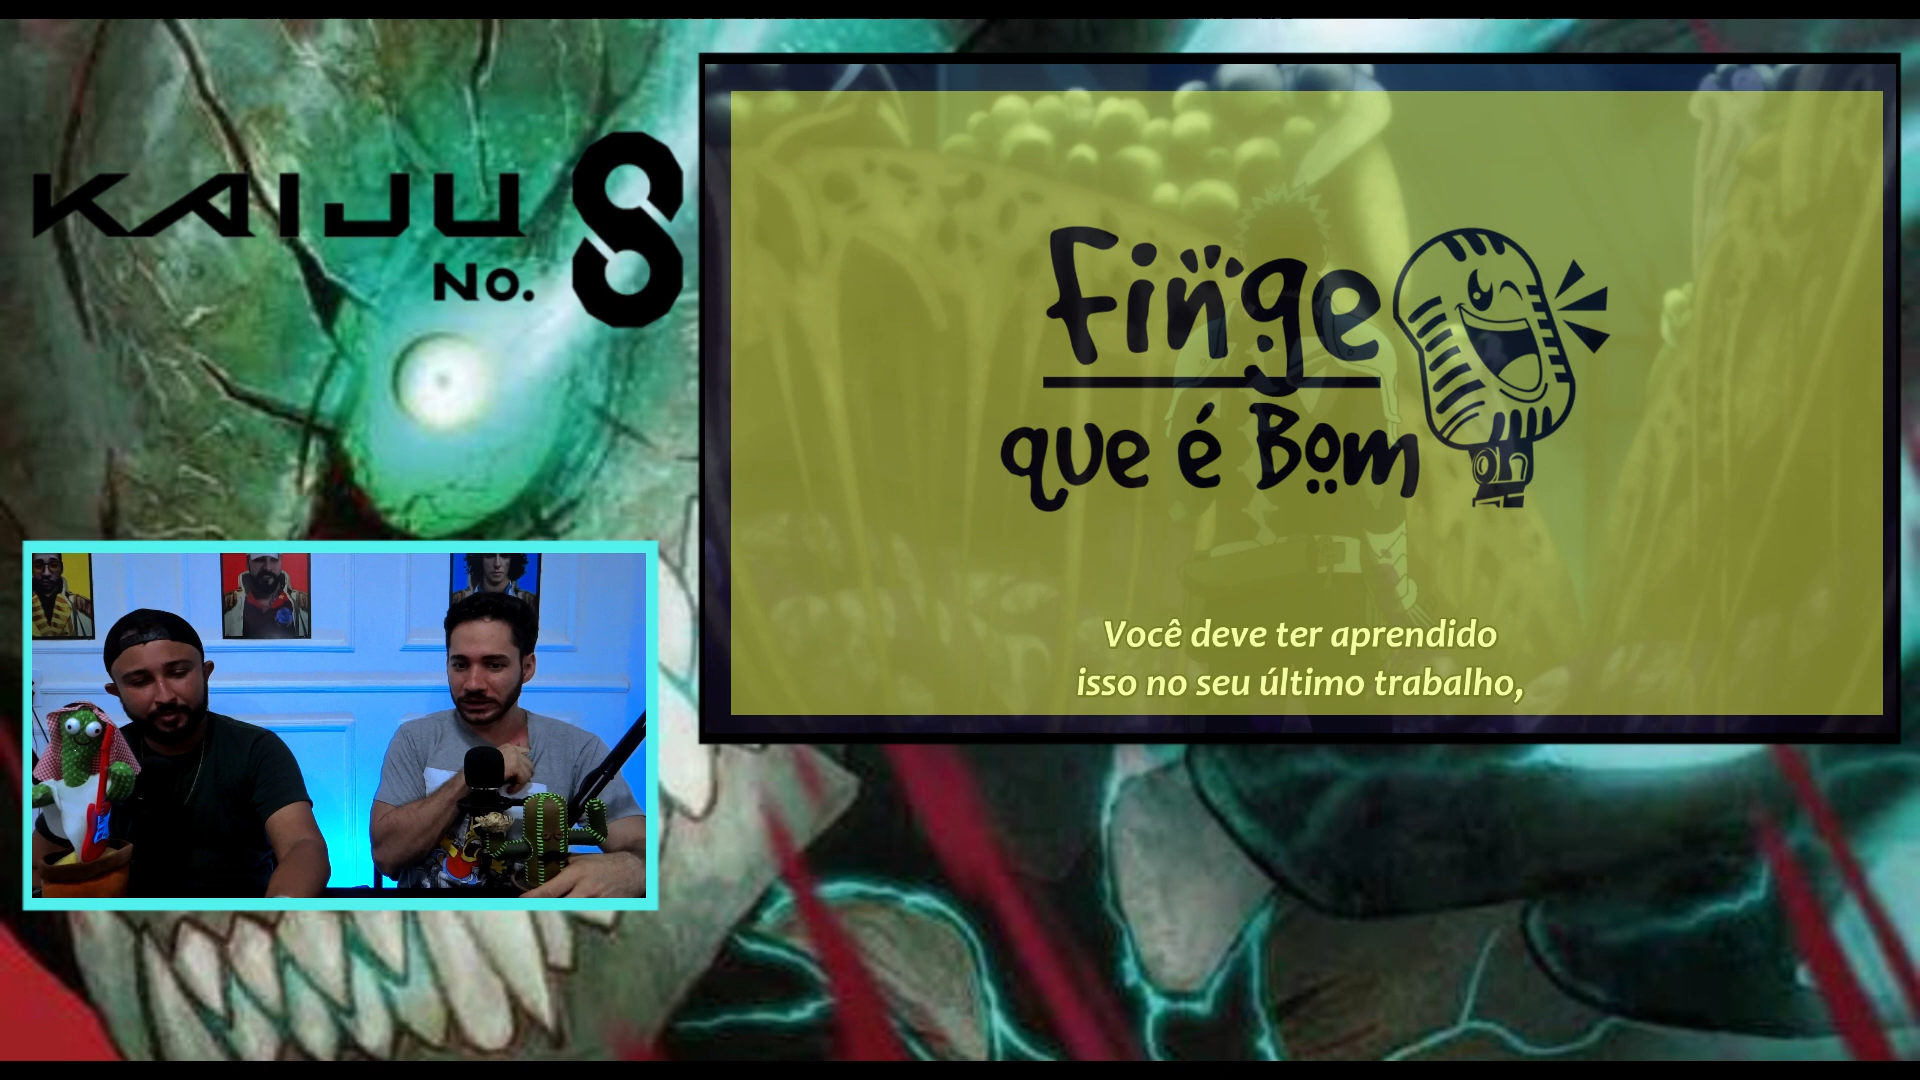 KAIJU
No. 8
Finge
que é Bom
Você deve ter aprendido
isso no seu último trabalho,